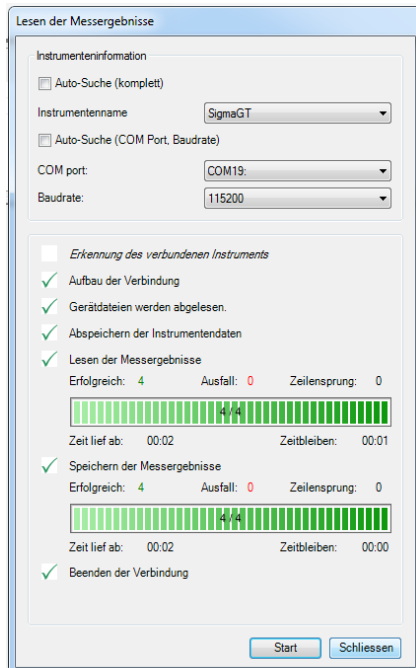 Lesen der Messergebnisse
Instrumenteninformation
Auto-Suche (komplett)
Instrumentenname SigmaGT
Auto-Suche (COM Port, Baudrate)
COM port: COM19:
Baudrate: 115200
Erkennung des verbundenen Instruments
Aufbau der Verbindung
Gerätdateien werden abgelesen.
Abspeichern der Instrumentendaten
Lesen der Messergebnisse
Erfolgreich: 4 Ausfall: 0 Zeilensprung: 0
4 / 4
Zeit lief ab: 00:02 Zeitbleiben: 00:01
Speichern der Messergebnisse
Erfolgreich: 4 Ausfall: 0 Zeilensprung: 0
4 / 4
Zeit lief ab: 00:02 Zeitbleiben: 00:00
Beenden der Verbindung
Start Schliessen